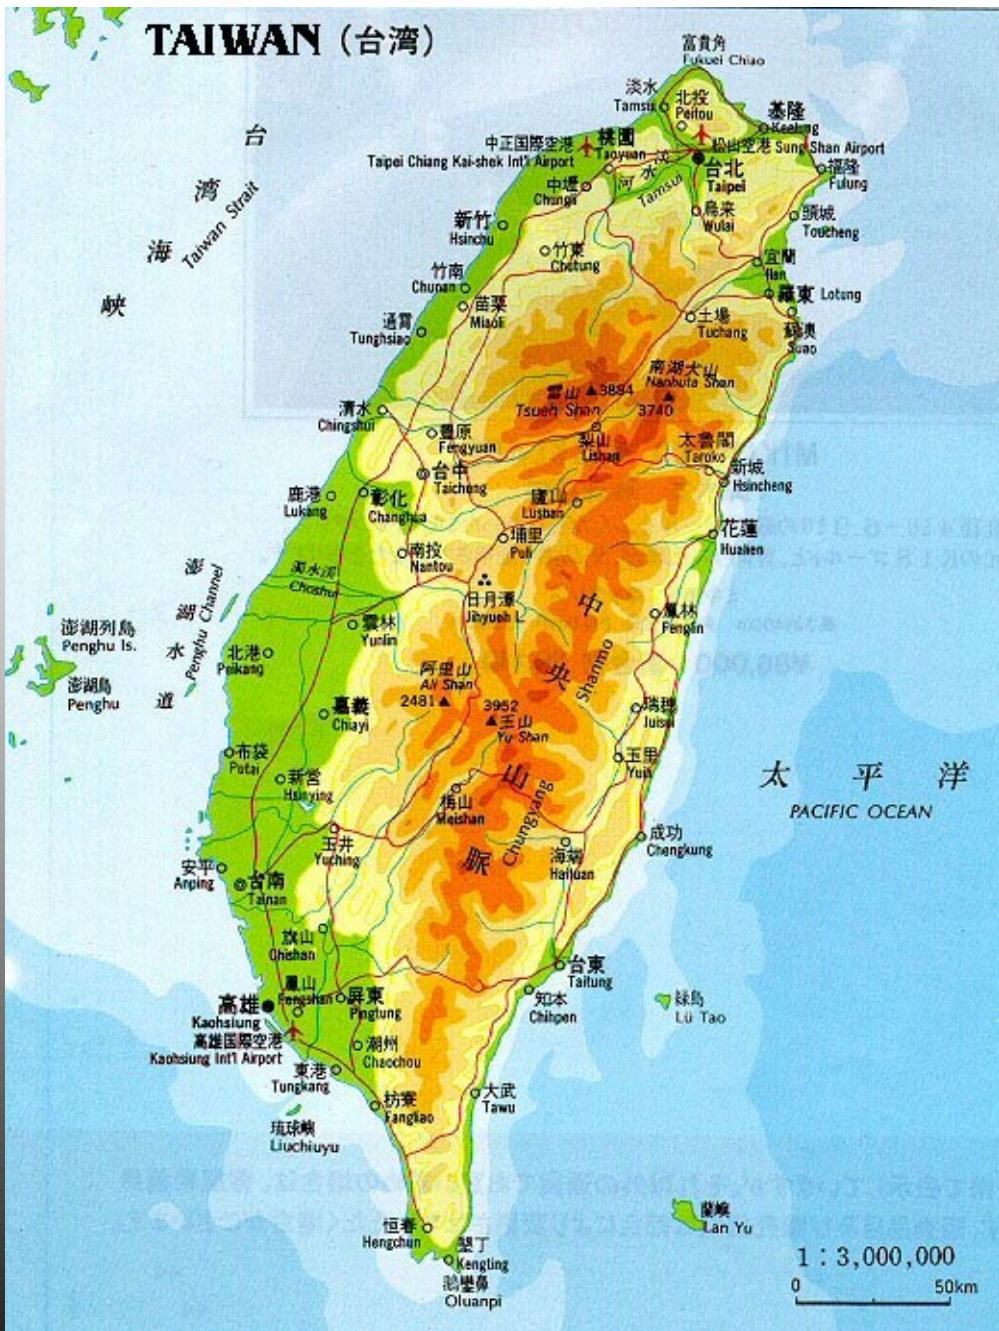 TAIWAN (台湾)
富貴角
Fukuei Chiao
淡水
Tamsui
北投
Peitou
基隆
Keelung
中正国際空港
Taipei Chiang Kai-shek Int'l Airport
桃園
Taoyuan
松山空港 Sung Shan Airport
台北
Taipei
福隆
Fulung
中壢
Chungli
淡水河
Tamsui
烏来
Wulai
頭城
Toucheng
台湾海峡
Taiwan Strait
新竹
Hsinchu
竹東
Chutung
宜蘭
Ilan
竹南
Chunan
羅東 Lotung
苗栗
Miaoli
通霄
Tunghsiao
土場
Tuchang
蘇澳
Suao
南湖大山
Nanhuta Shan
3740
雪山
3884
Tsueh Shan
清水
Chingshui
豊原
Fengyuan
梨山
Lishan
太魯閣
Taroko
新城
Hsincheng
台中
Taichung
鹿港
Lukang
彰化
Changhua
廬山
Lushan
埔里
Puli
花蓮
Hualien
南投
Nantou
濁水渓
Choshui
日月潭
Jihyueh L.
澎湖水道
Penghu Channel
澎湖列島
Penghu Is.
澎湖島
Penghu
雲林
Yunlin
鳳林
Fenglin
北港
Peikang
阿里山
Ali Shan
2481
3952
玉山
Yu Shan
中央山脈
Chungyang Shanmo
嘉義
Chiayi
瑞穂
Juisui
布袋
Putai
玉里
Yuli
新営
Hsinying
梅山
Meishan
太平洋
PACIFIC OCEAN
玉井
Yuching
海端
Haituan
成功
Chengkung
安平
Anping
台南
Tainan
旗山
Chishan
台東
Taitung
知本
Chihpen
緑島
Lü Tao
高雄
Kaohsiung
鳳山
Fengshan
屏東
Pingtung
高雄国際空港
Kaohsiung Int'l Airport
潮州
Chaochou
東港
Tungkang
枋寮
Fangliao
大武
Tawu
琉球嶼
Liuchiuyu
蘭嶼
Lan Yu
恒春
Hengchun
墾丁
Kengting
鵝鑾鼻
Oluanpi
1：3,000,000
0 50km